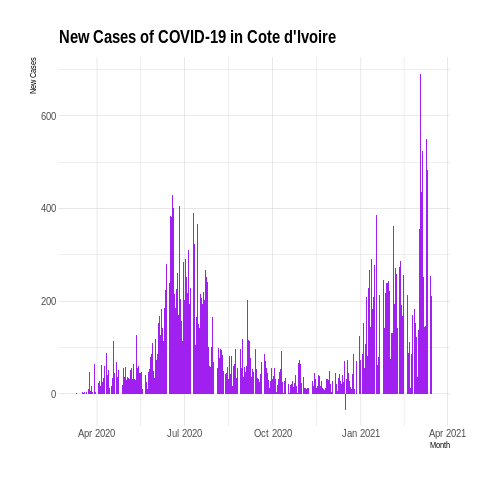 New Cases of COVID-19 in Cote d'Ivoire
New Cases
600
400
200
0
Apr 2020 Jul 2020 Oct 2020 Jan 2021 Apr 2021
Month